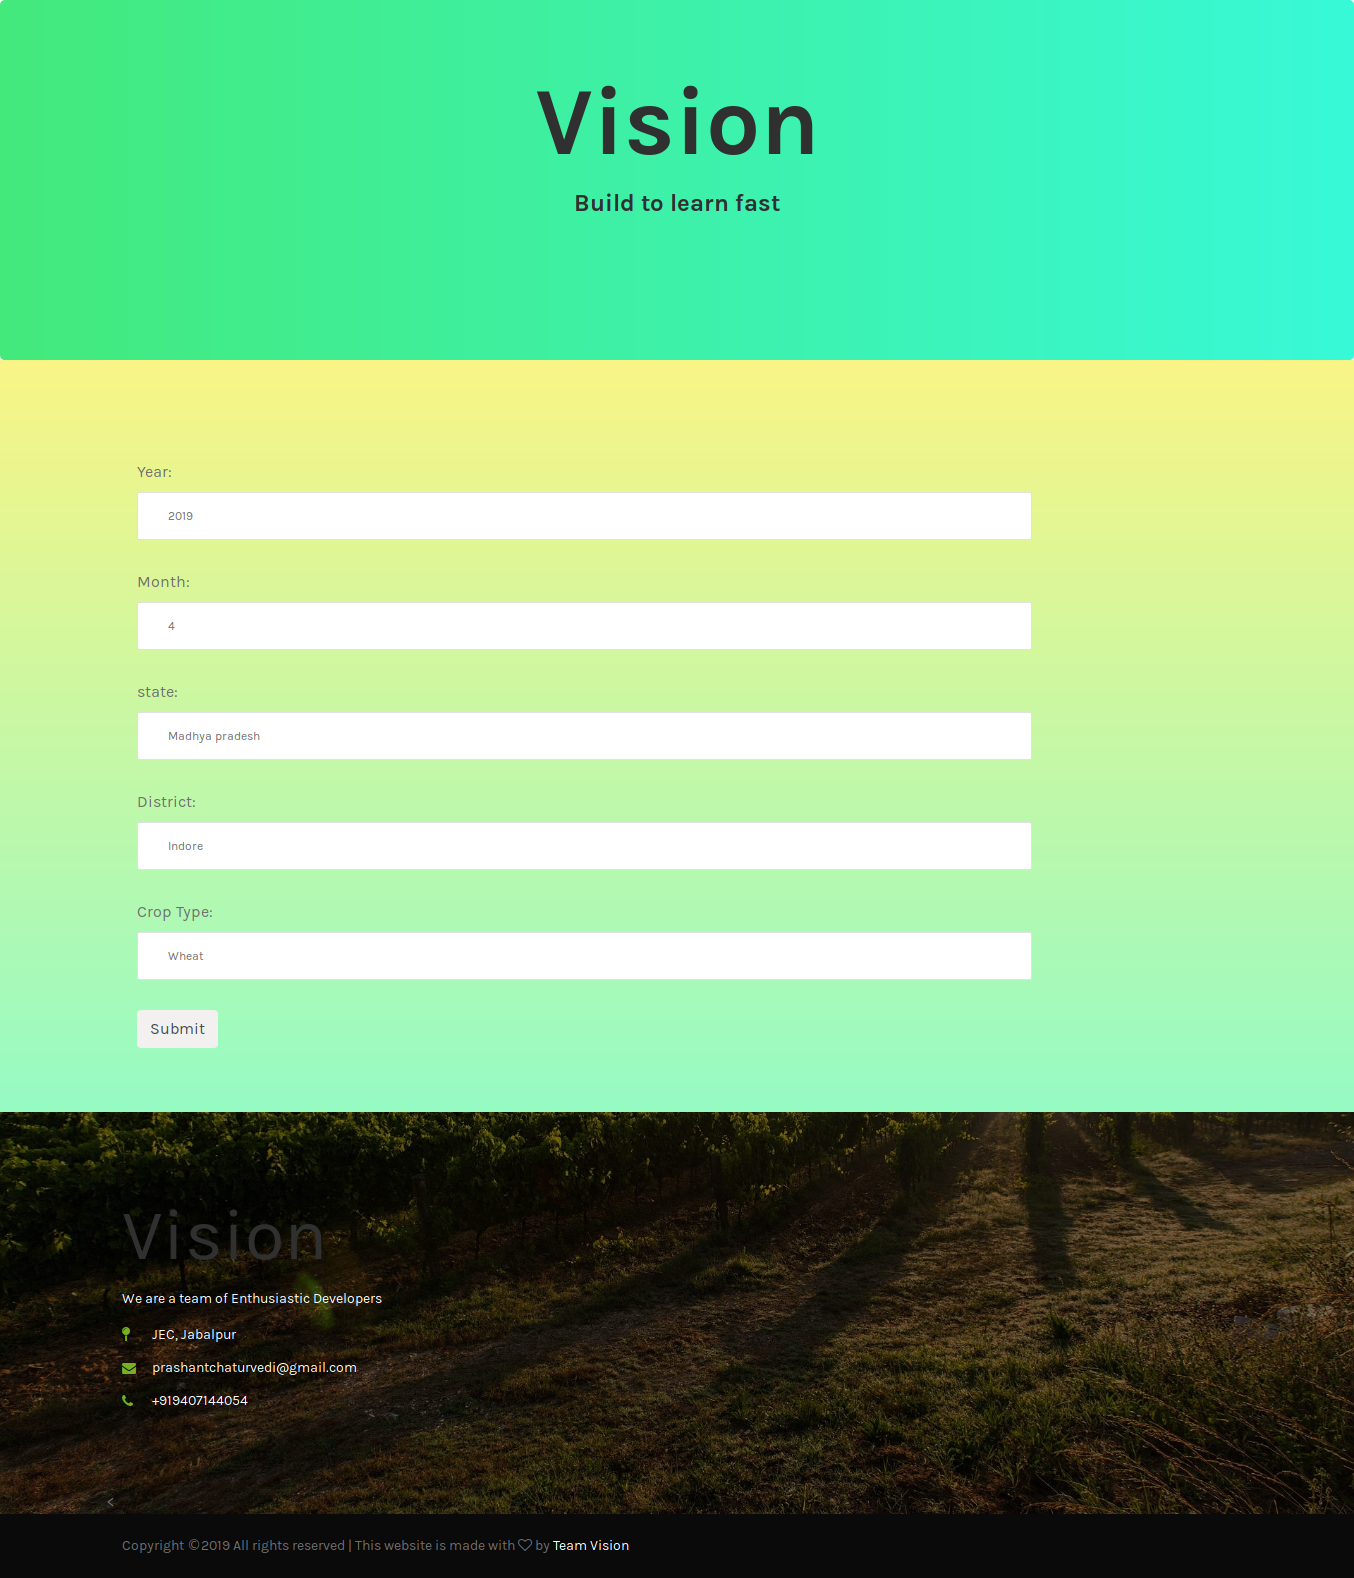 Vision
Build to learn fast
Year:
2019
Month:
4
state:
Madhya pradesh
District:
Indore
Crop Type:
Wheat
Submit
Vision
We are a team of Enthusiastic Developers
JEC, Jabalpur
prashantchaturvedi@gmail.com
+919407144054
<
Copyright ©2019 All rights reserved | This website is made with ♡ by Team Vision